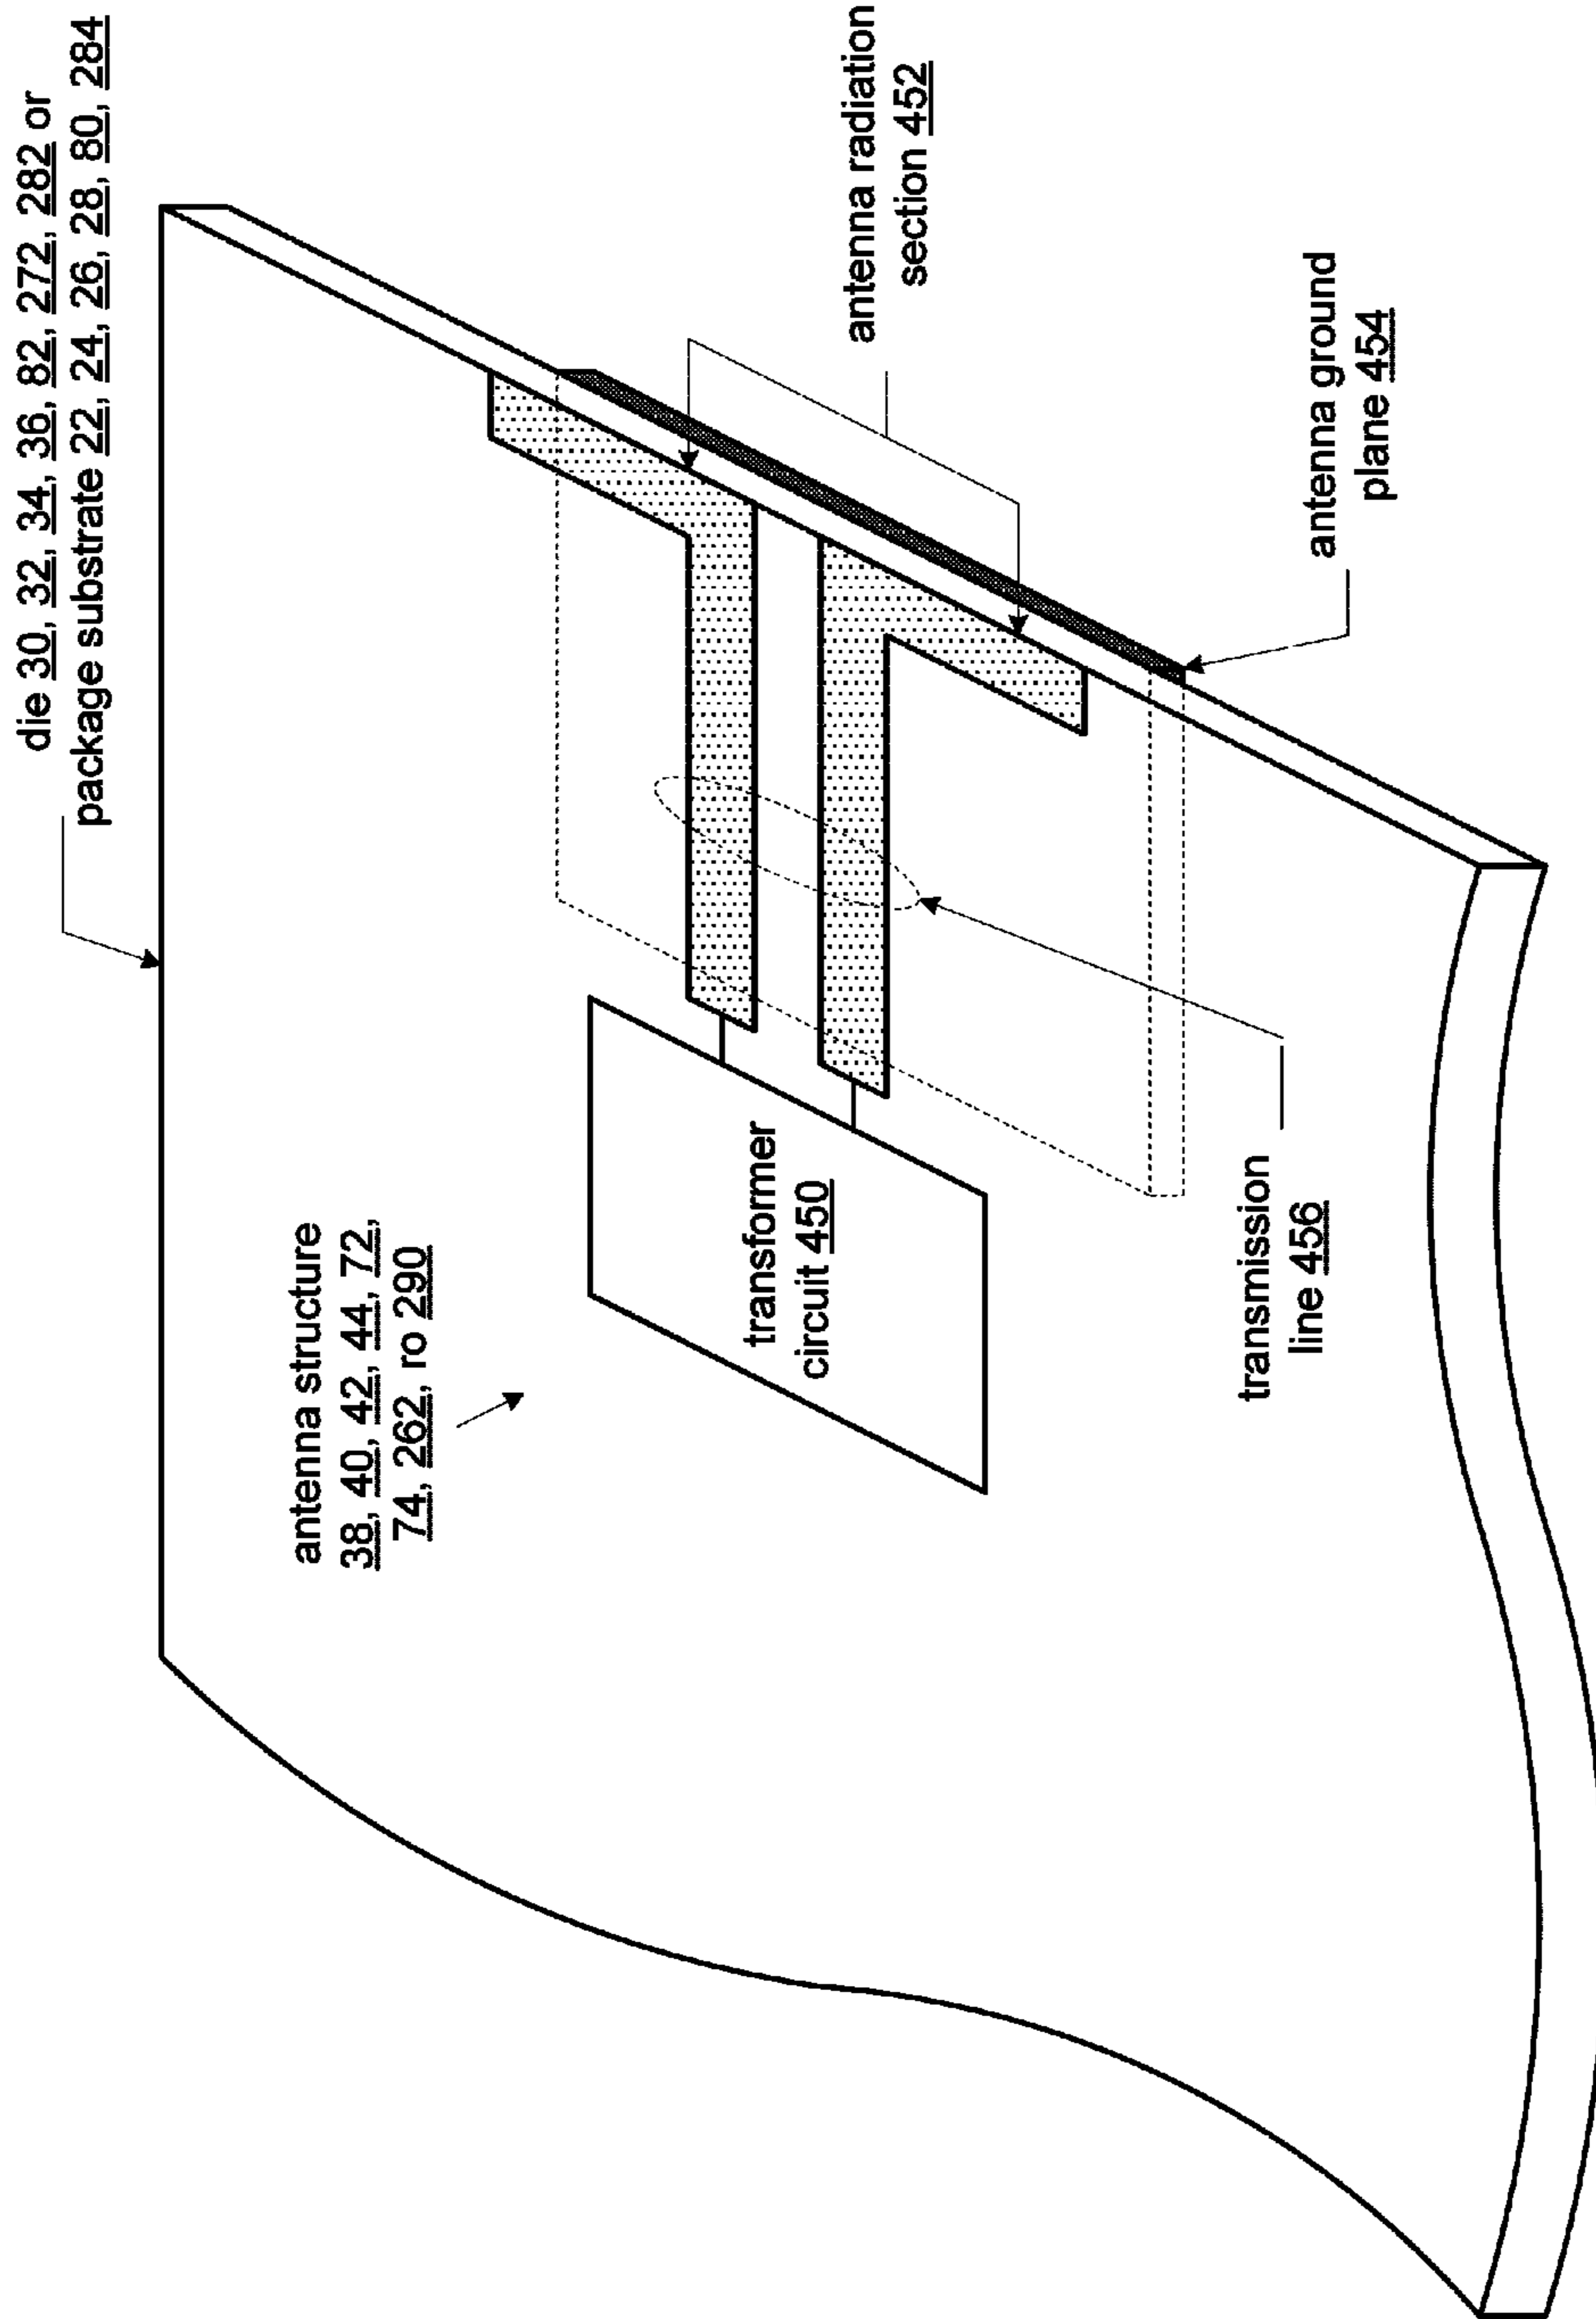 die 30, 32, 34, 36, 82, 272, 282 or
package substrate 22, 24, 26, 28, 80, 284
antenna structure
38, 40, 42, 44, 72,
74, 262, ro 290
transformer
circuit 450
antenna radiation
section 452
transmission
line 456
antenna ground
plane 454